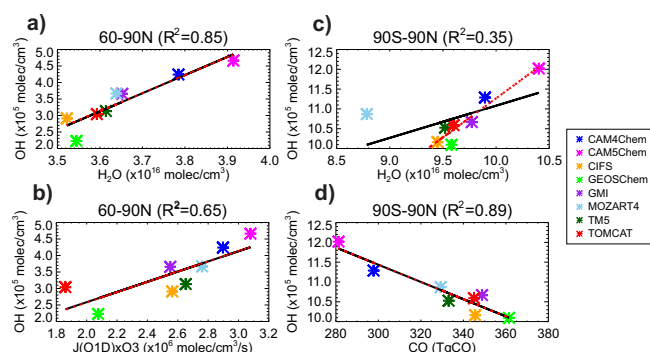 a)
60-90N (R²=0.85)
OH (x10⁵ molec/cm³)
5.0
4.5
4.0
3.5
3.0
2.5
2.0
3.5 3.6 3.7 3.8 3.9 4.0
H₂O (x10¹⁶ molec/cm³)
c)
90S-90N (R²=0.35)
OH (x10⁵ molec/cm³)
12.5
12.0
11.5
11.0
10.5
10.0
8.5 9.0 9.5 10.0 10.5
H₂O (x10¹⁶ molec/cm³)
b)
60-90N (R²=0.65)
OH (x10⁵ molec/cm³)
5.0
4.5
4.0
3.5
3.0
2.5
2.0
1.8 2.0 2.2 2.4 2.6 2.8 3.0 3.2
J(O1D)xO3 (x10⁶ molec/cm³/s)
d)
90S-90N (R²=0.89)
OH (x10⁵ molec/cm³)
12.5
12.0
11.5
11.0
10.5
10.0
280 300 320 340 360 380
CO (TgCO)
CAM4Chem
CAM5Chem
CIFS
GEOSChem
GMI
MOZART4
TM5
TOMCAT